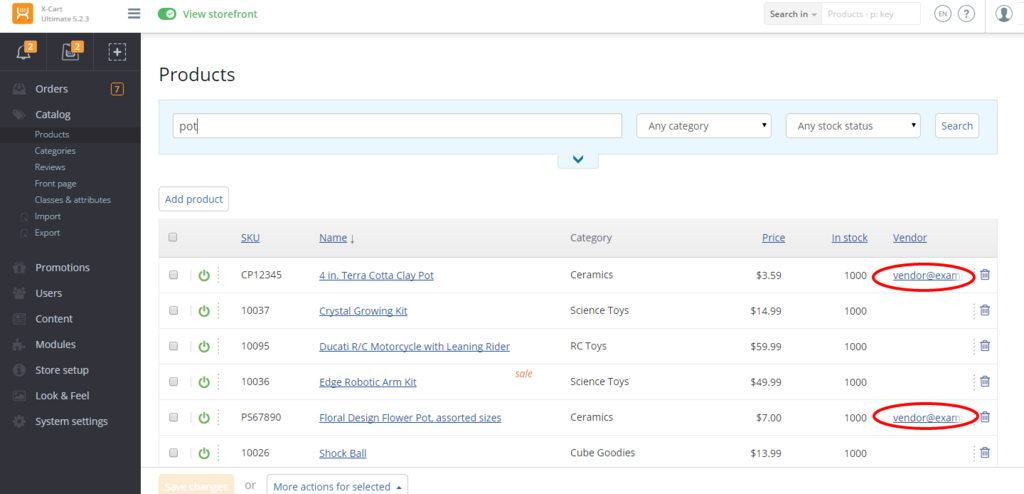 X-Cart
Ultimate 5.2.3
View storefront
Search in
Products - p: key
EN
?
2
2
Orders
7
Catalog
Products
Categories
Reviews
Front page
Classes & attributes
Import
Export
Promotions
Users
Content
Modules
Store setup
Look & Feel
System settings
Products
pot
Any category
Any stock status
Search
Add product
SKU Name ↓ Category Price In stock Vendor
CP12345 4 in. Terra Cotta Clay Pot Ceramics $3.59 1000 vendor@exam
10037 Crystal Growing Kit Science Toys $14.99 1000
10095 Ducati R/C Motorcycle with Leaning Rider RC Toys $59.99 1000
sale
10036 Edge Robotic Arm Kit Science Toys $49.99 1000
PS67890 Floral Design Flower Pot, assorted sizes Ceramics $7.00 1000 vendor@exam
10026 Shock Ball Cube Goodies $13.99 1000
Save changes or More actions for selected